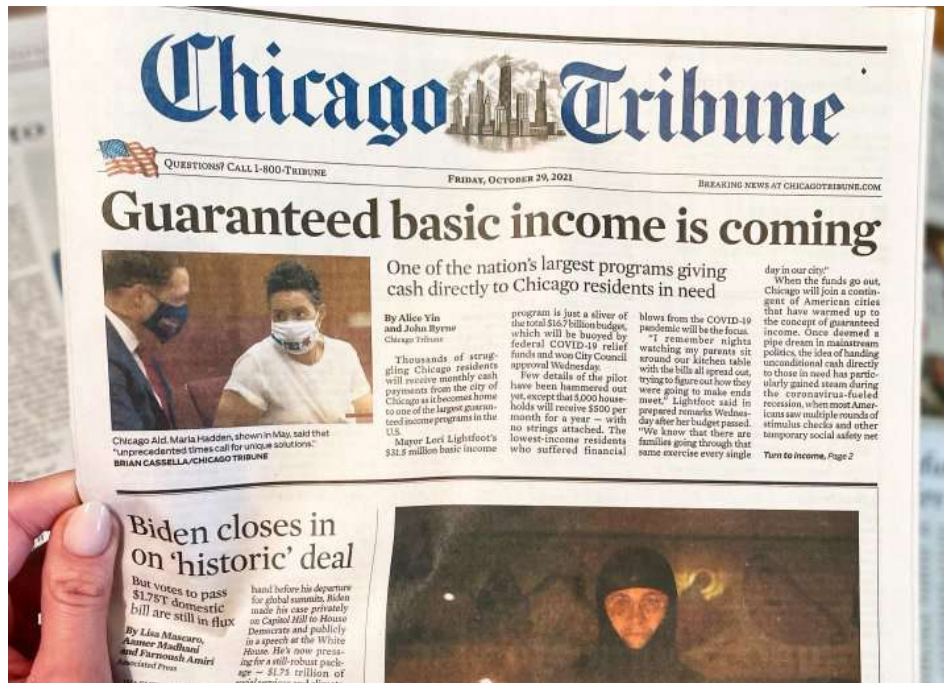 Chicago Tribune
QUESTIONS? CALL 1-800-TRIBUNE
FRIDAY, OCTOBER 29, 2021
BREAKING NEWS AT CHICAGOTRIBUNE.COM
Guaranteed basic income is coming
Chicago Ald. Maria Hadden, shown in May, said that
"unprecedented times call for unique solutions."
BRIAN CASSELLA/CHICAGO TRIBUNE
One of the nation's largest programs giving
cash directly to Chicago residents in need
By Alice Yin
and John Byrne
Chicago Tribune
Thousands of strug-
gling Chicago residents
will receive monthly cash
payments from the city of
Chicago as it becomes home
to one of the largest guaran-
teed income programs in the
U.S.
Mayor Lori Lightfoot's
$31.5 million basic income
program is just a sliver of
the total $16.7 billion budget,
which will be buoyed by
federal COVID-19 relief
funds and won City Council
approval Wednesday.
Few details of the pilot
have been hammered out
yet, except that 5,000 house-
holds will receive $500 per
month for a year — with
no strings attached. The
lowest-income residents
who suffered financial
blows from the COVID-19
pandemic will be the focus.
"I remember nights
watching my parents sit
around our kitchen table
with the bills all spread out,
trying to figure out how they
were going to make ends
meet," Lightfoot said in
prepared remarks Wednes-
day after her budget passed.
"We know that there are
families going through that
same exercise every single
day in our city."
When the funds go out,
Chicago will join a contin-
gent of American cities
that have warmed up to
the concept of guaranteed
income. Once deemed a
pipe dream in mainstream
politics, the idea of handing
unconditional cash directly
to those in need has partic-
ularly gained steam during
the coronavirus-fueled
recession, when most Amer-
icans saw multiple rounds of
stimulus checks and other
temporary social safety net
Turn to Income, Page 2
Biden closes in
on 'historic' deal
But votes to pass
$1.75T domestic
bill are still in flux
By Lisa Mascaro,
Aamer Madhani
and Farnoush Amiri
Associated Press
hand before his departure
for global summits, Biden
made his case privately
on Capitol Hill to House
Democrats and publicly
in a speech at the White
House. He's now press-
ing for a still-robust pack-
age — $1.75 trillion of